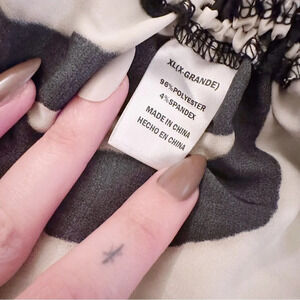 XL(X-GRANDE)
96%POLYESTER
4%SPANDEX
MADE IN CHINA
HECHO EN CHINA